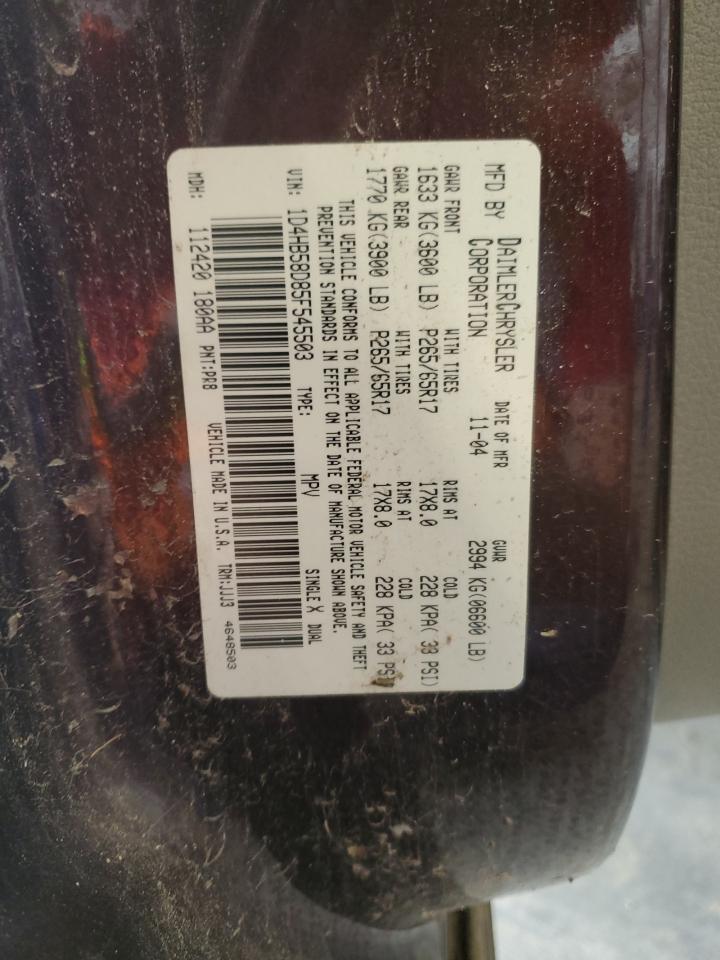 MFD BY DAIMLERCHRYSLER CORPORATION DATE OF MFR 11-04 GVWR 2994 KG(06600 LB)
GAWR FRONT WITH TIRES RIMS AT COLD
1633 KG(3600 LB) P265/65R17 17X8.0 228 KPA( 33 PSI)
GAWR REAR WITH TIRES RIMS AT COLD
1770 KG(3900 LB) R265/65R17 17X8.0 228 KPA( 33 PSI)
THIS VEHICLE CONFORMS TO ALL APPLICABLE FEDERAL MOTOR VEHICLE SAFETY AND THEFT
PREVENTION STANDARDS IN EFFECT ON THE DATE OF MANUFACTURE SHOWN ABOVE.
VIN: 1D4HB58D85F545503 TYPE: MPV SINGLE X DUAL
MDH: 112420 180AA PNT:PR8 VEHICLE MADE IN U.S.A. TRM:JJJ3 4648503